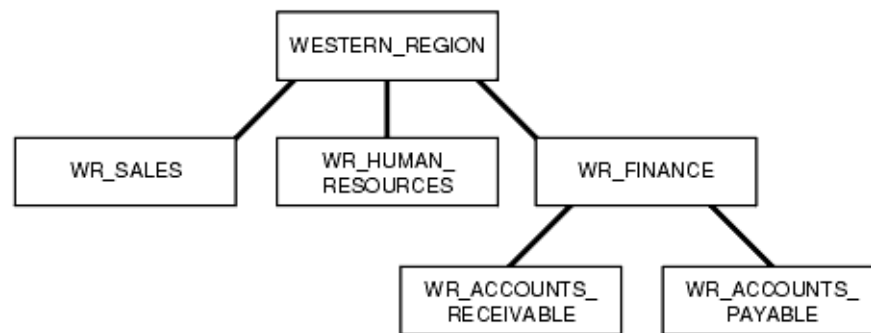 WESTERN_REGION
WR_SALES
WR_HUMAN_
RESOURCES
WR_FINANCE
WR_ACCOUNTS_
RECEIVABLE
WR_ACCOUNTS_
PAYABLE